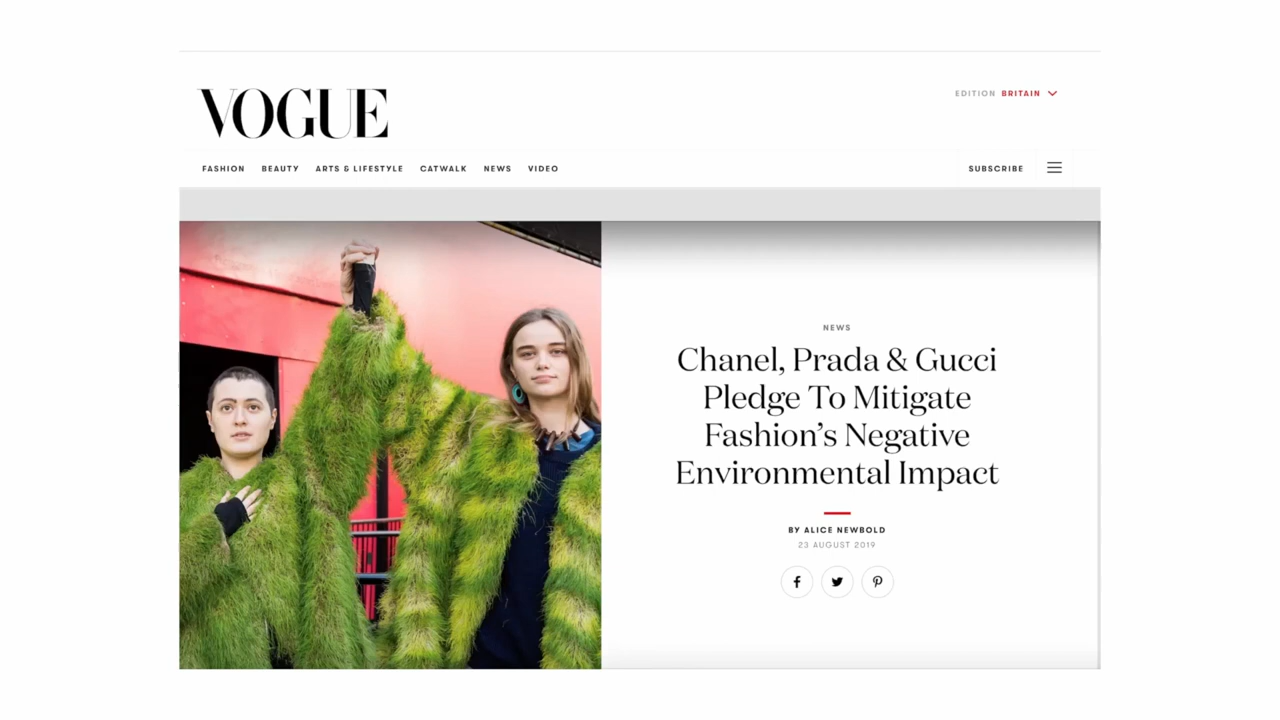 VOGUE
EDITION BRITAIN
FASHION BEAUTY ARTS & LIFESTYLE CATWALK NEWS VIDEO
SUBSCRIBE
NEWS
Chanel, Prada & Gucci
Pledge To Mitigate
Fashion’s Negative
Environmental Impact
BY ALICE NEWBOLD
23 AUGUST 2019